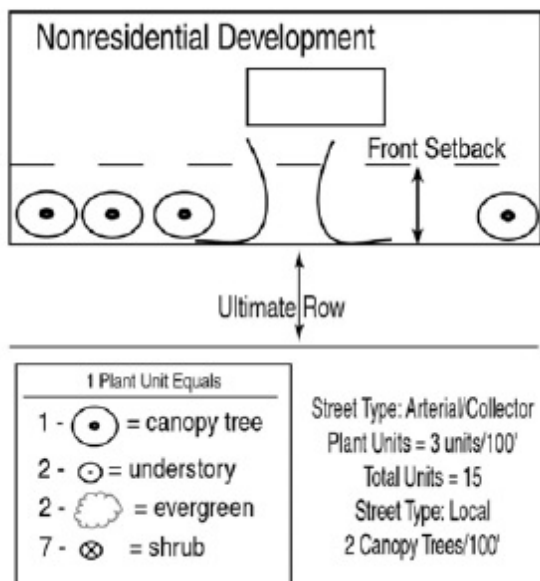 Nonresidential Development
Front Setback
Ultimate Row
1 Plant Unit Equals
1 - = canopy tree
2 - = understory
2 - = evergreen
7 - = shrub
Street Type: Arterial/Collector
Plant Units = 3 units/100'
Total Units = 15
Street Type: Local
2 Canopy Trees/100'